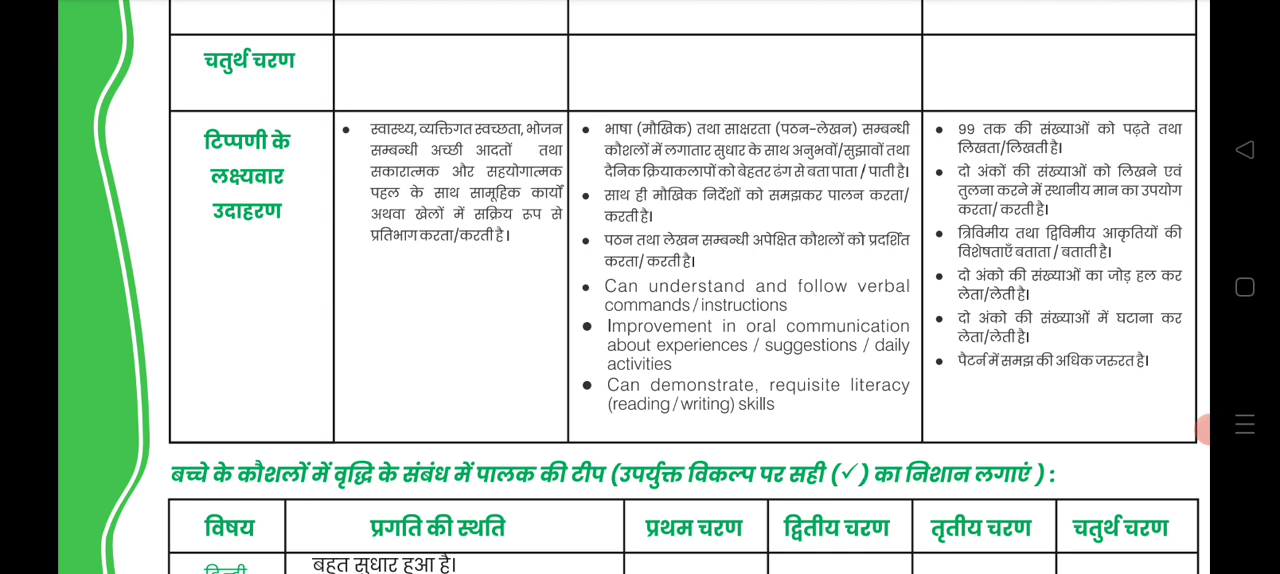 चतुर्थ चरण
टिप्पणी के
लक्ष्यवार
उदाहरण
• स्वास्थ्य, व्यक्तिगत स्वच्छता, भोजन
सम्बन्धी अच्छी आदतों तथा
सकारात्मक और सहयोगात्मक
पहल के साथ सामूहिक कार्यों
अथवा खेलों में सक्रिय रूप से
प्रतिभाग करता/करती है।
• भाषा (मौखिक) तथा साक्षरता (पठन-लेखन) सम्बन्धी
कौशलों में लगातार सुधार के साथ अनुभवों/सुझावों तथा
दैनिक क्रियाकलापों को बेहतर ढंग से बता पाता / पाती है।
• साथ ही मौखिक निर्देशों को समझकर पालन करता/
करती है।
• पठन तथा लेखन सम्बन्धी अपेक्षित कौशलों को प्रदर्शित
करता/ करती है।
• Can understand and follow verbal
commands / instructions
• Improvement in oral communication
about experiences / suggestions / daily
activities
• Can demonstrate, requisite literacy
(reading / writing) skills
• 99 तक की संख्याओं को पढ़ते तथा
लिखता/लिखती है।
• दो अंकों की संख्याओं को लिखने एवं
तुलना करने में स्थानीय मान का उपयोग
करता/ करती है।
• त्रिविमीय तथा द्विविमीय आकृतियों की
विशेषताएँ बताता / बताती है।
• दो अंको की संख्याओं का जोड़ हल कर
लेता/लेती है।
• दो अंको की संख्याओं में घटाना कर
लेता/लेती है।
• पैटर्न में समझ की अधिक जरुरत है।
बच्चे के कौशलों में वृद्धि के संबंध में पालक की टीप (उपर्युक्त विकल्प पर सही (✓) का निशान लगाएं ) :
विषय प्रगति की स्थति प्रथम चरण द्वितीय चरण तृतीय चरण चतुर्थ चरण
हिन्दी बहुत सुधार हुआ है।